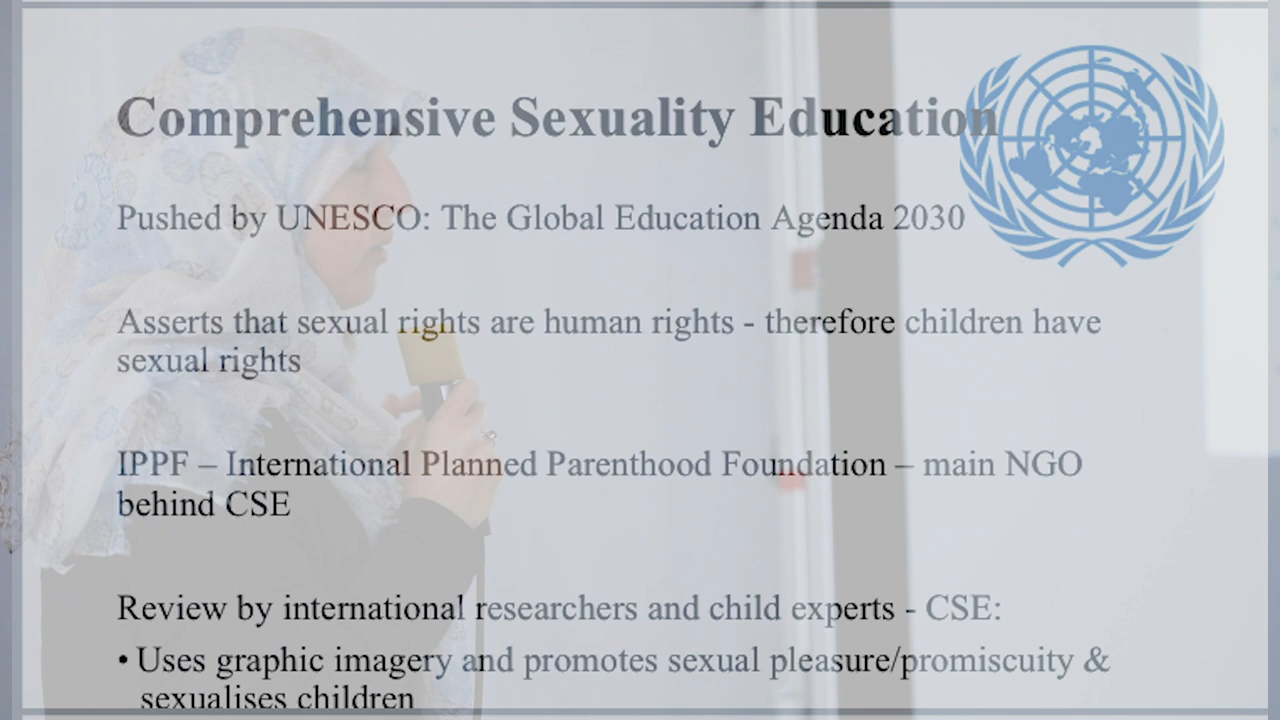 Comprehensive Sexuality Education
Pushed by UNESCO: The Global Education Agenda 2030
Asserts that sexual rights are human rights - therefore children have
sexual rights
IPPF – International Planned Parenthood Foundation – main NGO
behind CSE
Review by international researchers and child experts - CSE:
• Uses graphic imagery and promotes sexual pleasure/promiscuity &
sexualises children